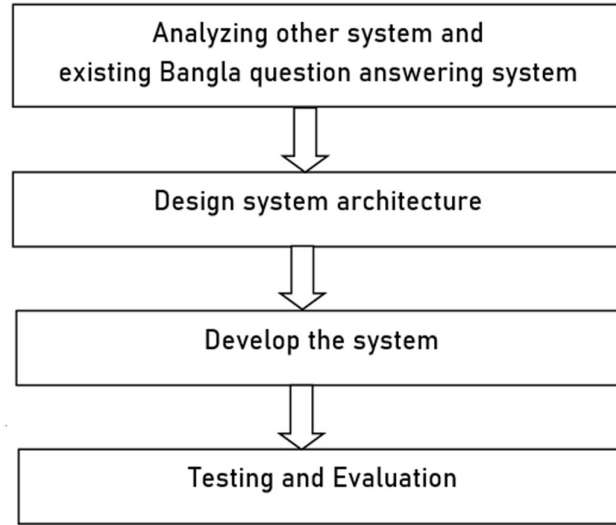 Analyzing other system and
existing Bangla question answering system
Design system architecture
Develop the system
Testing and Evaluation